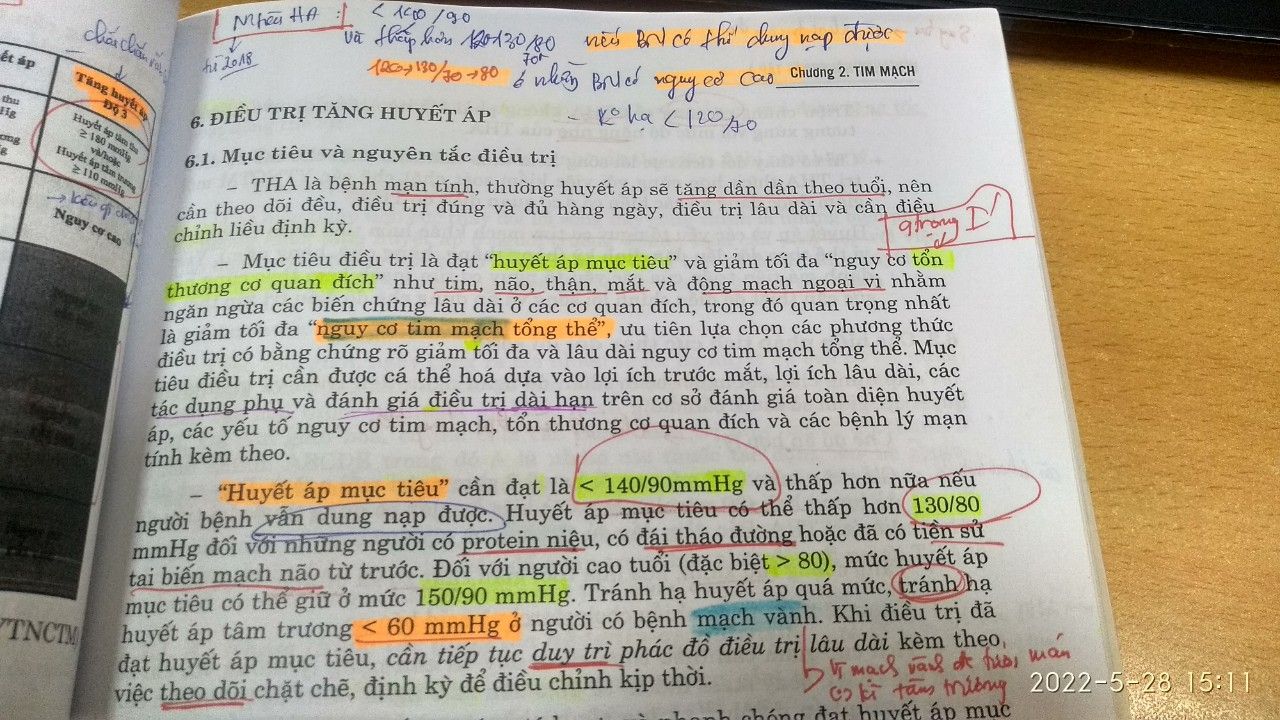 Nhầu HA :
< 140/90
và thấp hơn 120-130/80 nếu BN có thể dung nạp được
từ 2018
120→130/70→80 ở nhầu BN có nguy cơ cao
Chương 2. TIM MẠCH
- K° hạ < 120/70
ết áp
Tăng huyết áp
Độ 3
thu
Hg
Huyết áp tâm thu
≥ 180 mmHg
và/hoặc
Huyết áp tâm trương
≥ 110 mmHg
ơng
g
Nguy cơ cao
YTNCTM
6. ĐIỀU TRỊ TĂNG HUYẾT ÁP
6.1. Mục tiêu và nguyên tắc điều trị
– THA là bệnh mạn tính, thường huyết áp sẽ tăng dần dần theo tuổi, nên
cần theo dõi đều, điều trị đúng và đủ hàng ngày, điều trị lâu dài và cần điều
chỉnh liều định kỳ.
– Mục tiêu điều trị là đạt “huyết áp mục tiêu” và giảm tối đa “nguy cơ tổn
thương cơ quan đích” như tim, não, thận, mắt và động mạch ngoại vi nhằm
ngăn ngừa các biến chứng lâu dài ở các cơ quan đích, trong đó quan trọng nhất
là giảm tối đa “nguy cơ tim mạch tổng thể”, ưu tiên lựa chọn các phương thức
điều trị có bằng chứng rõ giảm tối đa và lâu dài nguy cơ tim mạch tổng thể. Mục
tiêu điều trị cần được cá thể hoá dựa vào lợi ích trước mắt, lợi ích lâu dài, các
tác dụng phụ và đánh giá điều trị dài hạn trên cơ sở đánh giá toàn diện huyết
áp, các yếu tố nguy cơ tim mạch, tổn thương cơ quan đích và các bệnh lý mạn
tính kèm theo.
– “Huyết áp mục tiêu” cần đạt là < 140/90mmHg và thấp hơn nữa nếu
người bệnh vẫn dung nạp được. Huyết áp mục tiêu có thể thấp hơn 130/80
mmHg đối với những người có protein niệu, có đái tháo đường hoặc đã có tiền sử
tai biến mạch não từ trước. Đối với người cao tuổi (đặc biệt > 80), mức huyết áp
mục tiêu có thể giữ ở mức 150/90 mmHg. Tránh hạ huyết áp quá mức, tránh hạ
huyết áp tâm trương < 60 mmHg ở người có bệnh mạch vành. Khi điều trị đã
đạt huyết áp mục tiêu, cần tiếp tục duy trì phác đồ điều trị lâu dài kèm theo,
việc theo dõi chặt chẽ, định kỳ để điều chỉnh kịp thời.
vì mạch vành đc tưới máu
kì tâm trương
2022-5-28 15:11